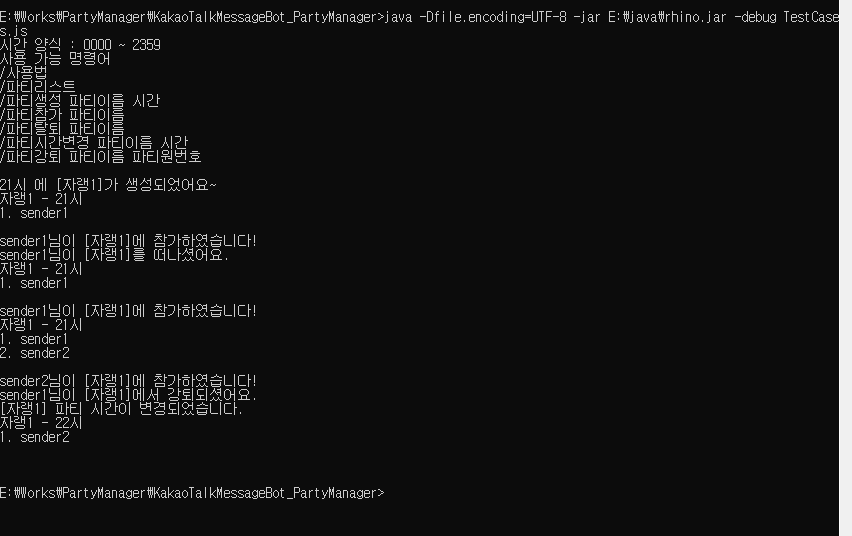 E:\Works\PartyManager\KakaoTalkMessageBot_PartyManager>java -Dfile.encoding=UTF-8 -jar E:\java\rhino.jar -debug TestCase
s.js
시간 양식 : 0000 ~ 2359
사용 가능 명령어
/사용법
/파티리스트
/파티생성 파티이름 시간
/파티참가 파티이름
/파티탈퇴 파티이름
/파티시간변경 파티이름 시간
/파티강퇴 파티이름 파티원번호
21시 에 [자랭1]가 생성되었어요~
자랭1 - 21시
1. sender1
sender1님이 [자랭1]에 참가하였습니다!
sender1님이 [자랭1]를 떠나셨어요.
자랭1 - 21시
1. sender1
sender1님이 [자랭1]에 참가하였습니다!
자랭1 - 21시
1. sender1
2. sender2
sender2님이 [자랭1]에 참가하였습니다!
sender1님이 [자랭1]에서 강퇴되셨어요.
[자랭1] 파티 시간이 변경되었습니다.
자랭1 - 22시
1. sender2
E:\Works\PartyManager\KakaoTalkMessageBot_PartyManager>